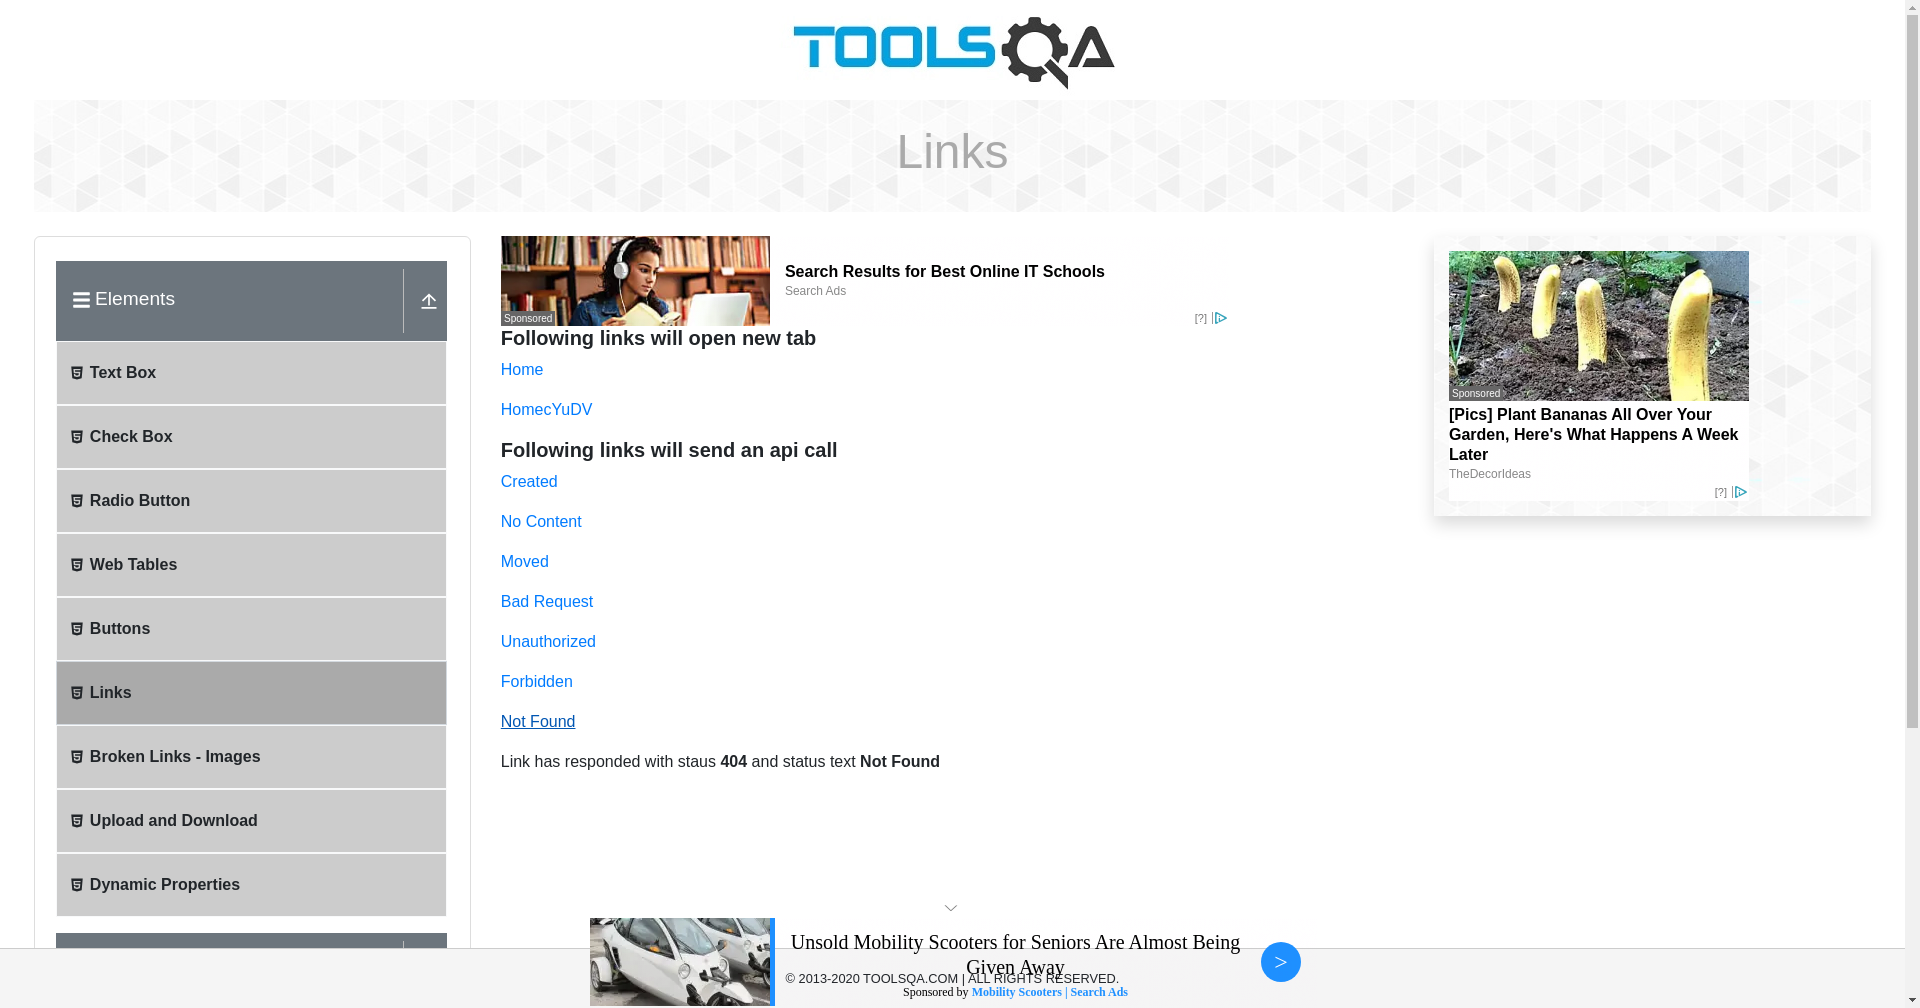 TOOLSQA
Links
Elements
Text Box
Check Box
Radio Button
Web Tables
Buttons
Links
Broken Links - Images
Upload and Download
Dynamic Properties
Sponsored
Search Results for Best Online IT Schools
Search Ads
[?]
Following links will open new tab
Home
HomecYuDV
Following links will send an api call
Created
No Content
Moved
Bad Request
Unauthorized
Forbidden
Not Found
Link has responded with staus 404 and status text Not Found
Sponsored
[Pics] Plant Bananas All Over Your
Garden, Here's What Happens A Week
Later
TheDecorIdeas
[?]
Unsold Mobility Scooters for Seniors Are Almost Being
Given Away
>
© 2013-2020 TOOLSQA.COM | ALL RIGHTS RESERVED.
Sponsored by Mobility Scooters | Search Ads